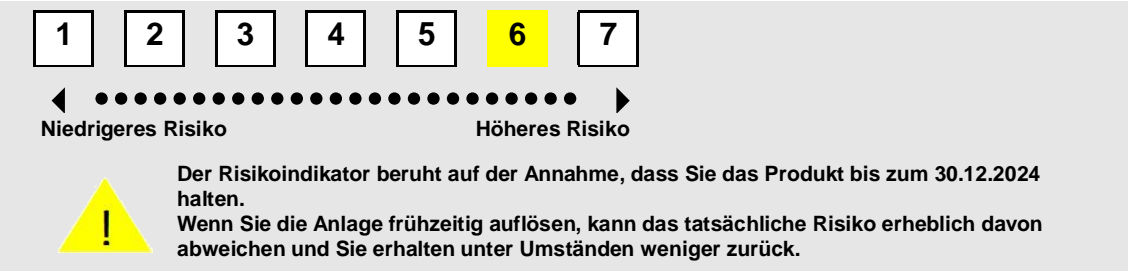 1 2 3 4 5 6 7
Niedrigeres Risiko Höheres Risiko
Der Risikoindikator beruht auf der Annahme, dass Sie das Produkt bis zum 30.12.2024
halten.
Wenn Sie die Anlage frühzeitig auflösen, kann das tatsächliche Risiko erheblich davon
abweichen und Sie erhalten unter Umständen weniger zurück.
!